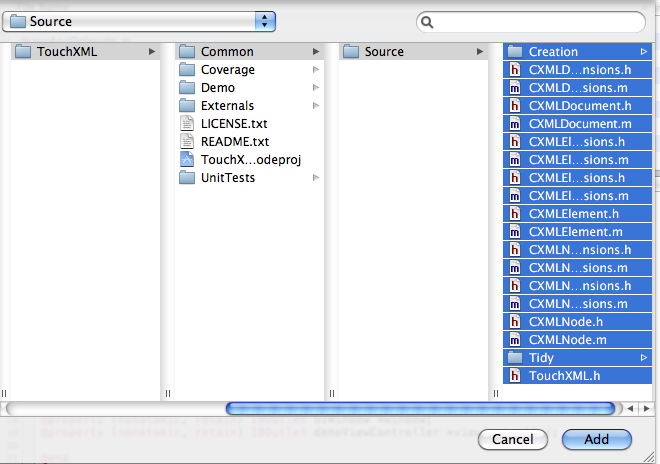 Source
TouchXML
Common
Coverage
Demo
Externals
LICENSE.txt
README.txt
TouchX...odeproj
UnitTests
Source
Creation
CXMLD...nsions.h
CXMLD...sions.m
CXMLDocument.h
CXMLDocument.m
CXMLEl...sions.h
CXMLEl...sions.m
CXMLEl...sions.h
CXMLEl...sions.m
CXMLElement.h
CXMLElement.m
CXMLN...nsions.h
CXMLN...sions.m
CXMLN...nsions.h
CXMLN...sions.m
CXMLNode.h
CXMLNode.m
Tidy
TouchXML.h
Cancel
Add